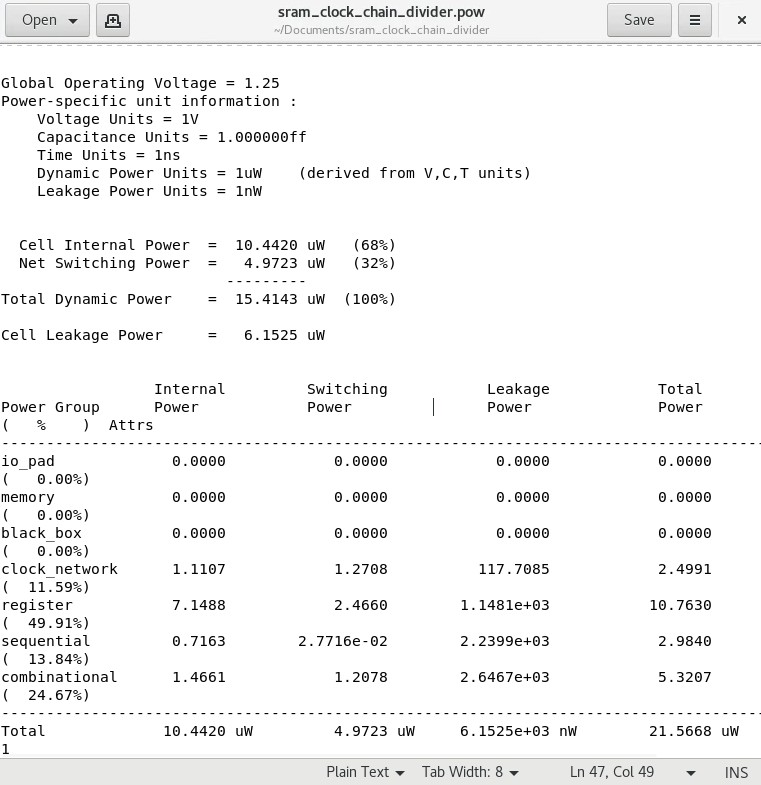 Open
sram_clock_chain_divider.pow
~/Documents/sram_clock_chain_divider
Save
Global Operating Voltage = 1.25
Power-specific unit information :
    Voltage Units = 1V
    Capacitance Units = 1.000000ff
    Time Units = 1ns
    Dynamic Power Units = 1uW    (derived from V,C,T units)
    Leakage Power Units = 1nW
  Cell Internal Power  =  10.4420 uW   (68%)
  Net Switching Power  =   4.9723 uW   (32%)
                         ---------
Total Dynamic Power    =  15.4143 uW  (100%)
Cell Leakage Power     =   6.1525 uW
                 Internal         Switching           Leakage            Total
Power Group      Power            Power               Power              Power
(   %    )  Attrs
-------------------------------------------------------------------------------------
io_pad             0.0000            0.0000            0.0000            0.0000
(   0.00%)
memory             0.0000            0.0000            0.0000            0.0000
(   0.00%)
black_box          0.0000            0.0000            0.0000            0.0000
(   0.00%)
clock_network      1.1107            1.2708          117.7085            2.4991
(  11.59%)
register           7.1488            2.4660        1.1481e+03           10.7630
(  49.91%)
sequential         0.7163        2.7716e-02        2.2399e+03            2.9840
(  13.84%)
combinational      1.4661            1.2078        2.6467e+03            5.3207
(  24.67%)
-------------------------------------------------------------------------------------
Total             10.4420 uW         4.9723 uW     6.1525e+03 nW        21.5668 uW
1
Plain Text Tab Width: 8 Ln 47, Col 49 INS